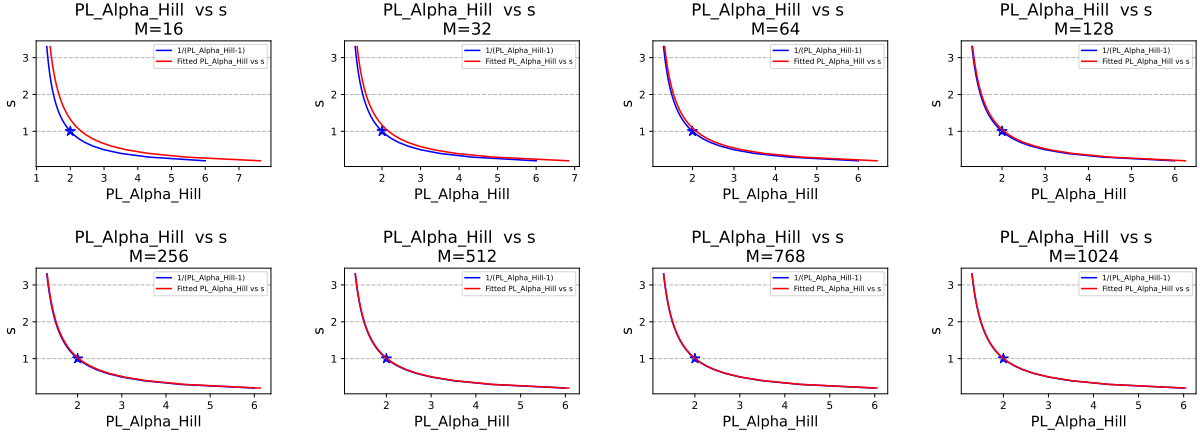 PL_Alpha_Hill vs s
M=16
1/(PL_Alpha_Hill-1)
Fitted PL_Alpha_Hill vs s
s
3
2
1
1 2 3 4 5 6 7
PL_Alpha_Hill
PL_Alpha_Hill vs s
M=32
1/(PL_Alpha_Hill-1)
Fitted PL_Alpha_Hill vs s
3
2
1
2 3 4 5 6 7
PL_Alpha_Hill
PL_Alpha_Hill vs s
M=64
1/(PL_Alpha_Hill-1)
Fitted PL_Alpha_Hill vs s
3
2
1
2 3 4 5 6
PL_Alpha_Hill
PL_Alpha_Hill vs s
M=128
1/(PL_Alpha_Hill-1)
Fitted PL_Alpha_Hill vs s
3
2
1
2 3 4 5 6
PL_Alpha_Hill
PL_Alpha_Hill vs s
M=256
1/(PL_Alpha_Hill-1)
Fitted PL_Alpha_Hill vs s
s
3
2
1
2 3 4 5 6
PL_Alpha_Hill
PL_Alpha_Hill vs s
M=512
1/(PL_Alpha_Hill-1)
Fitted PL_Alpha_Hill vs s
3
2
1
2 3 4 5 6
PL_Alpha_Hill
PL_Alpha_Hill vs s
M=768
1/(PL_Alpha_Hill-1)
Fitted PL_Alpha_Hill vs s
3
2
1
2 3 4 5 6
PL_Alpha_Hill
PL_Alpha_Hill vs s
M=1024
1/(PL_Alpha_Hill-1)
Fitted PL_Alpha_Hill vs s
3
2
1
2 3 4 5 6
PL_Alpha_Hill